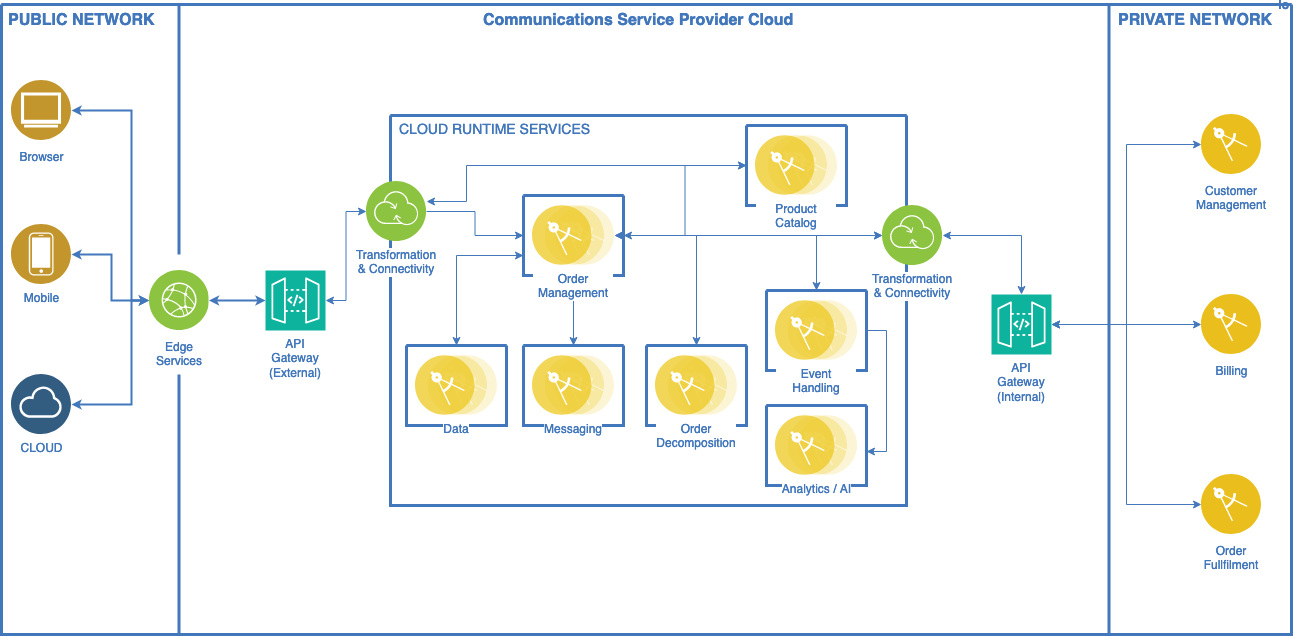 PUBLIC NETWORK
Communications Service Provider Cloud
PRIVATE NETWORK
Browser
Mobile
CLOUD
Edge
Services
API
Gateway
(External)
CLOUD RUNTIME SERVICES
Transformation
& Connectivity
Order
Management
Product
Catalog
Transformation
& Connectivity
Data
Messaging
Order
Decomposition
Event
Handling
Analytics / AI
API
Gateway
(Internal)
Customer
Management
Billing
Order
Fullfilment